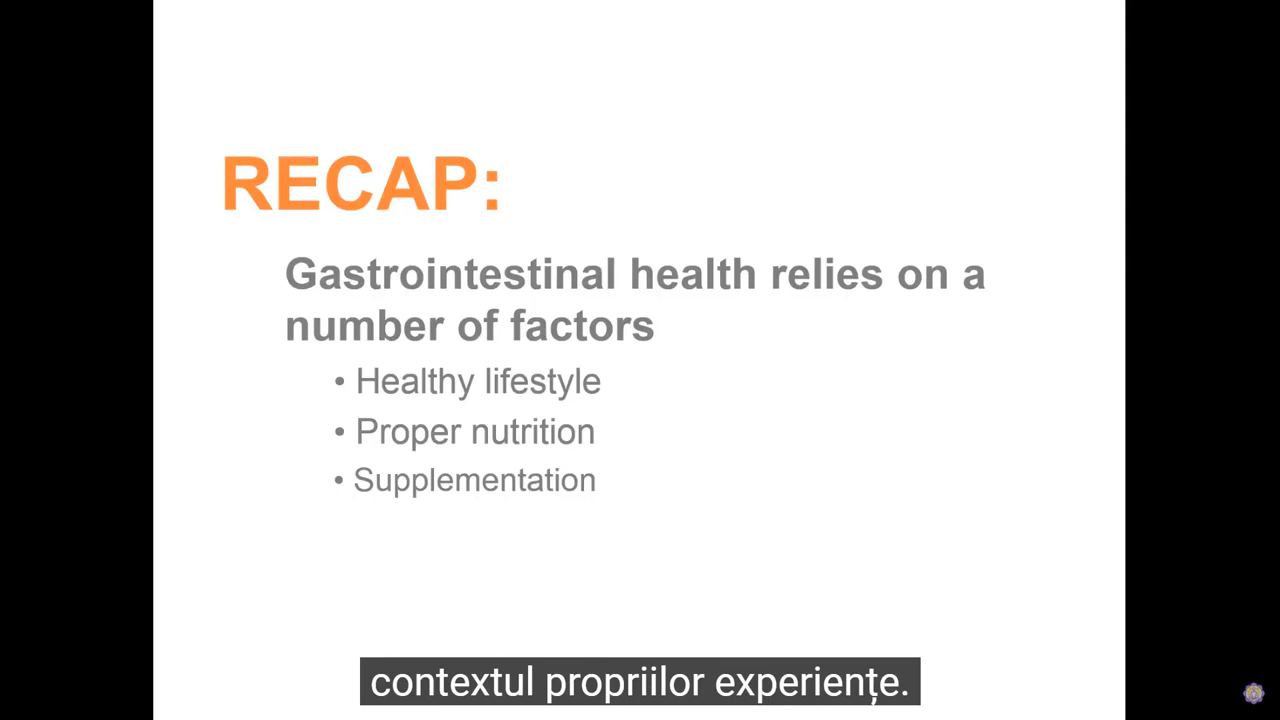 RECAP:
Gastrointestinal health relies on a
number of factors
• Healthy lifestyle
• Proper nutrition
• Supplementation
contextul propriilor experiențe.